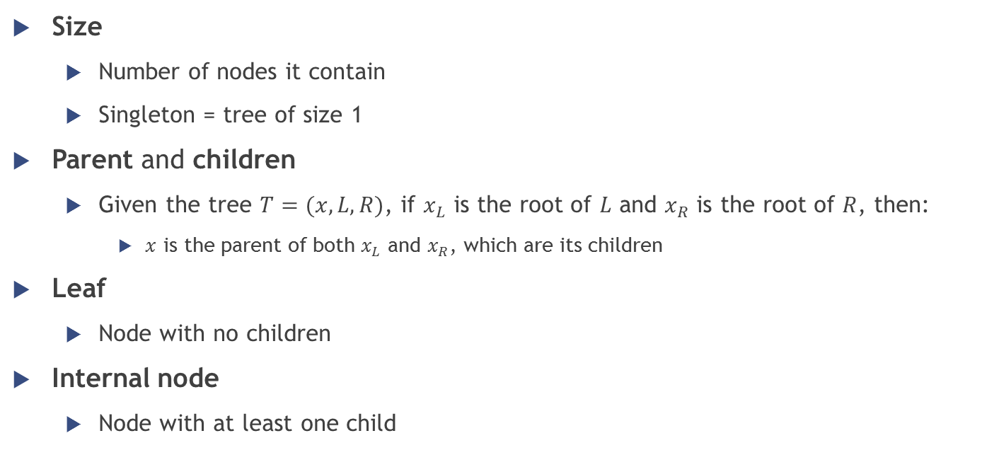 Size
Number of nodes it contain
Singleton = tree of size 1
Parent and children
Given the tree T = (x, L, R), if x_L is the root of L and x_R is the root of R, then:
x is the parent of both x_L and x_R, which are its children
Leaf
Node with no children
Internal node
Node with at least one child